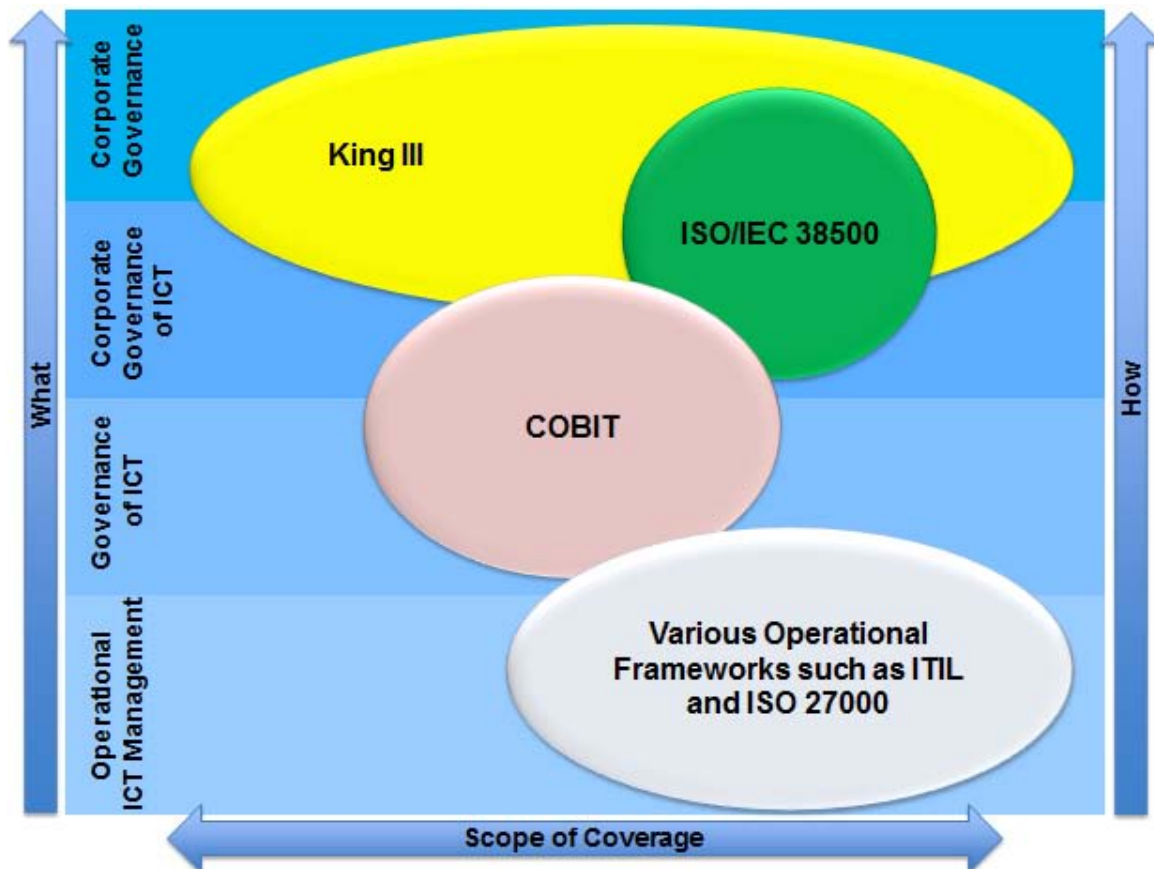 Corporate
Governance
King III
ISO/IEC 38500
Corporate
Governance
of ICT
What
How
COBIT
Governance
of ICT
Various Operational
Frameworks such as ITIL
and ISO 27000
Operational
ICT Management
Scope of Coverage